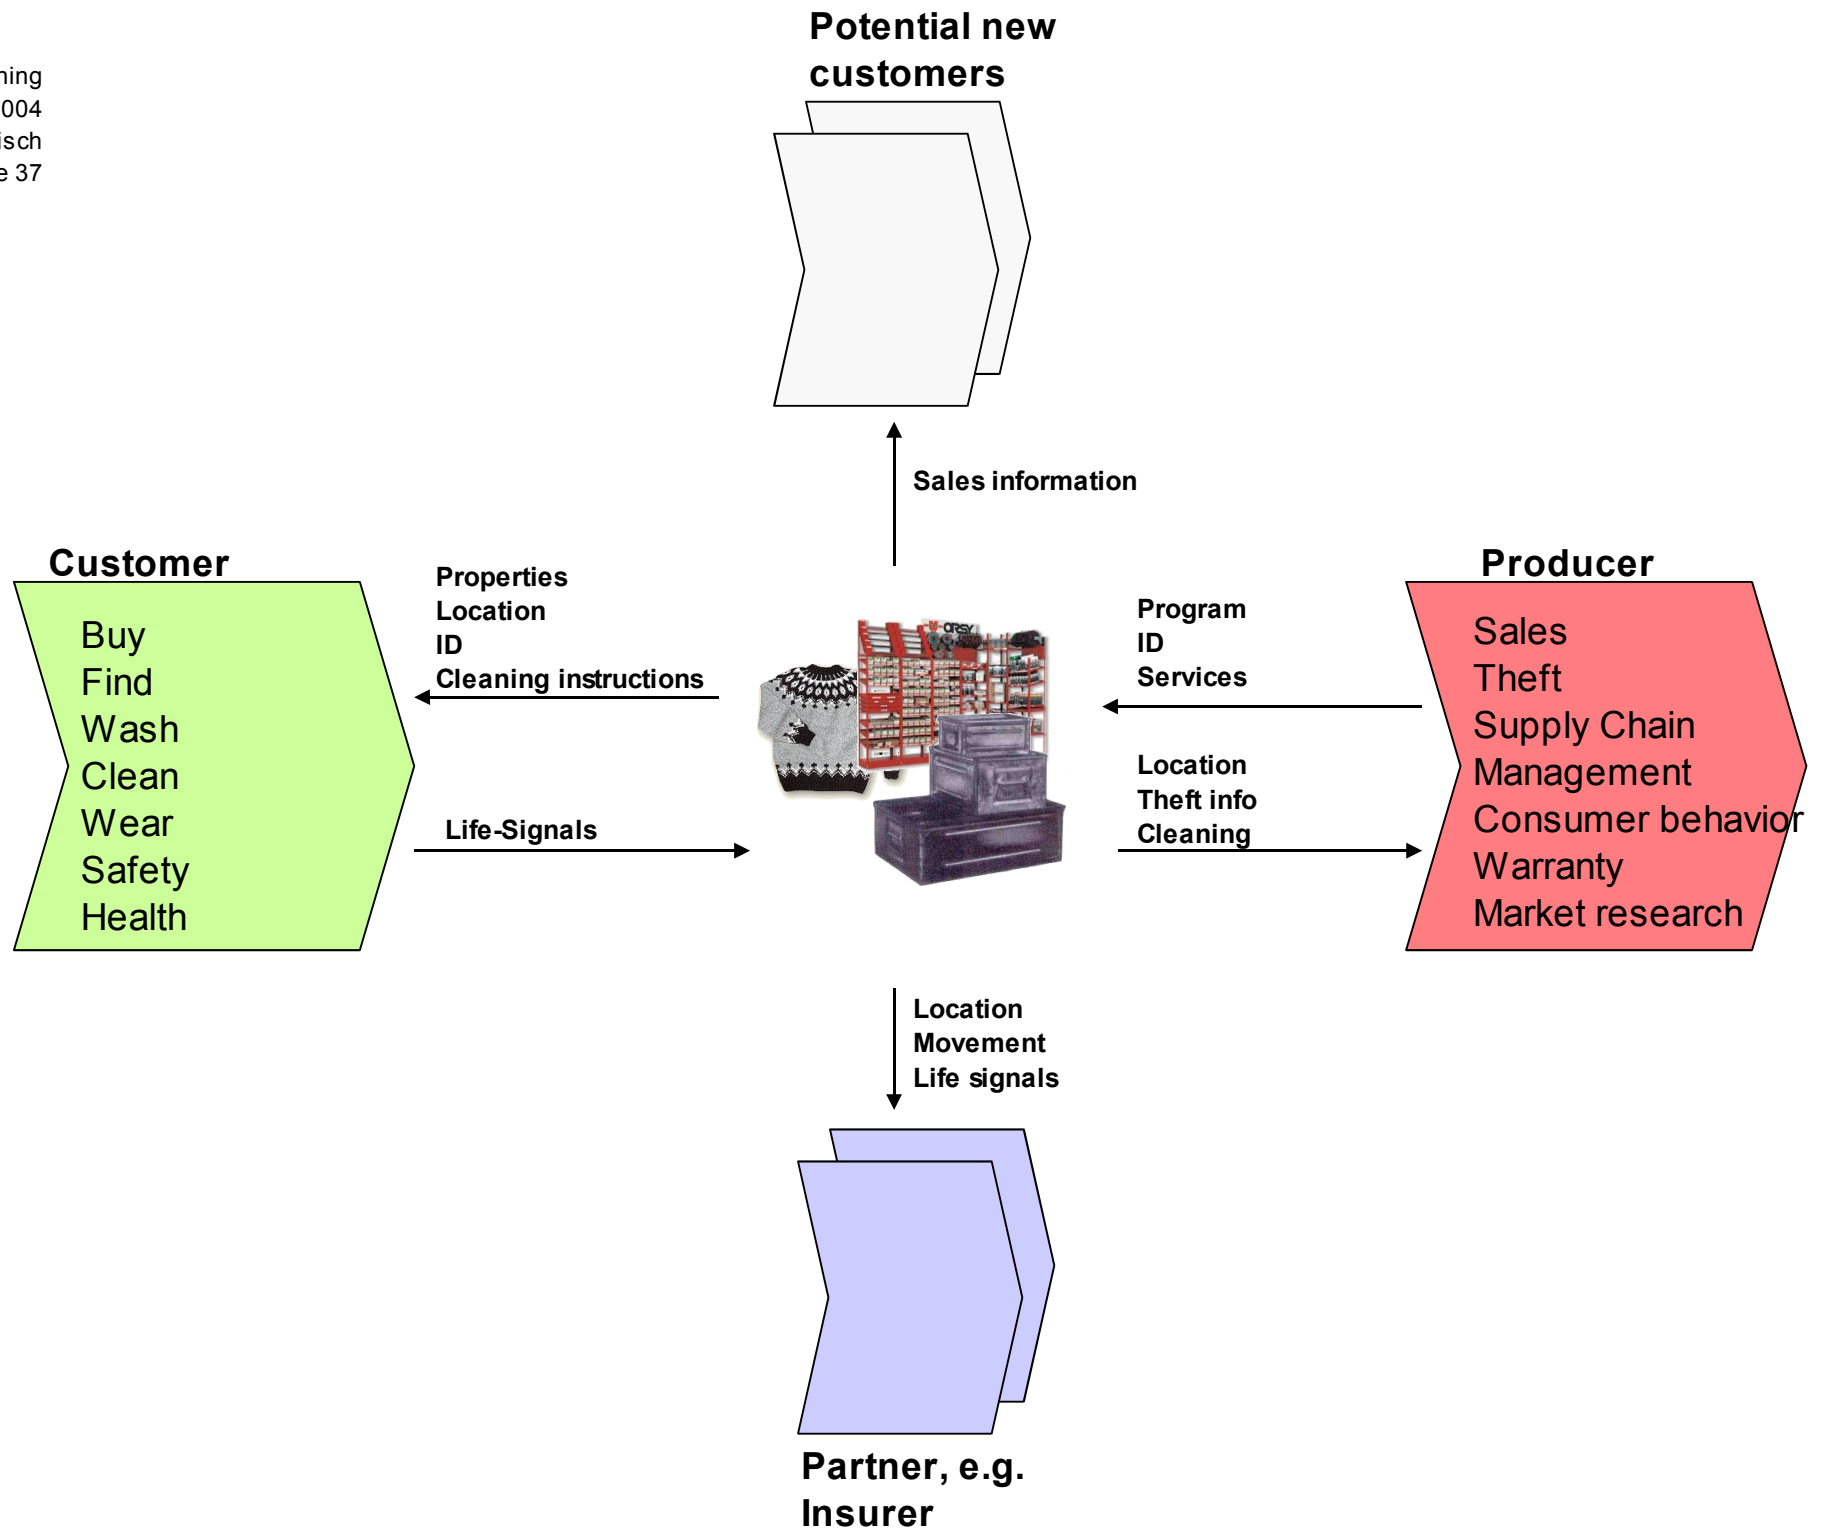 Potential new
customers
004
e 37
Sales information
Customer
Buy
Find
Wash
Clean
Wear
Safety
Health
Properties
Location
ID
Cleaning instructions
Life-Signals
ORSY
Program
ID
Services
Location
Theft info
Cleaning
Producer
Sales
Theft
Supply Chain
Management
Consumer behavior
Warranty
Market research
Location
Movement
Life signals
Partner, e.g.
Insurer